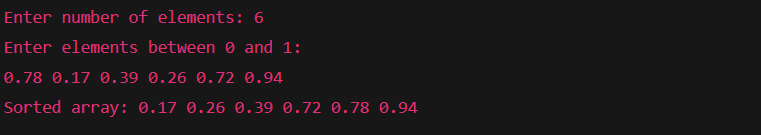 Enter number of elements: 6
Enter elements between 0 and 1:
0.78 0.17 0.39 0.26 0.72 0.94
Sorted array: 0.17 0.26 0.39 0.72 0.78 0.94